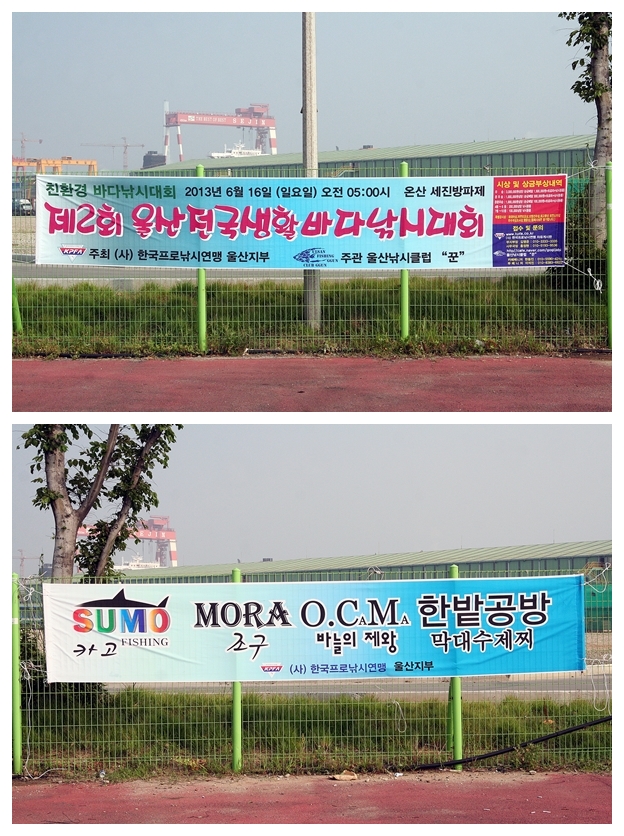 친환경 바다낚시대회 2013년 6월 16일 (일요일) 오전 05:00시 온산 세진방파제
제2회 울산전국생활바다낚시대회
KPFA 주최 (사) 한국프로낚시연맹 울산지부 주관 울산낚시클럽 “꾼”
시상 및 상금부상내역
접수 및 문의
SUMO FISHING
카고
MORA
조구
O.CAMA
바늘의 제왕
한밭공방
막대수제찌
KPFA (사) 한국프로낚시연맹 울산지부